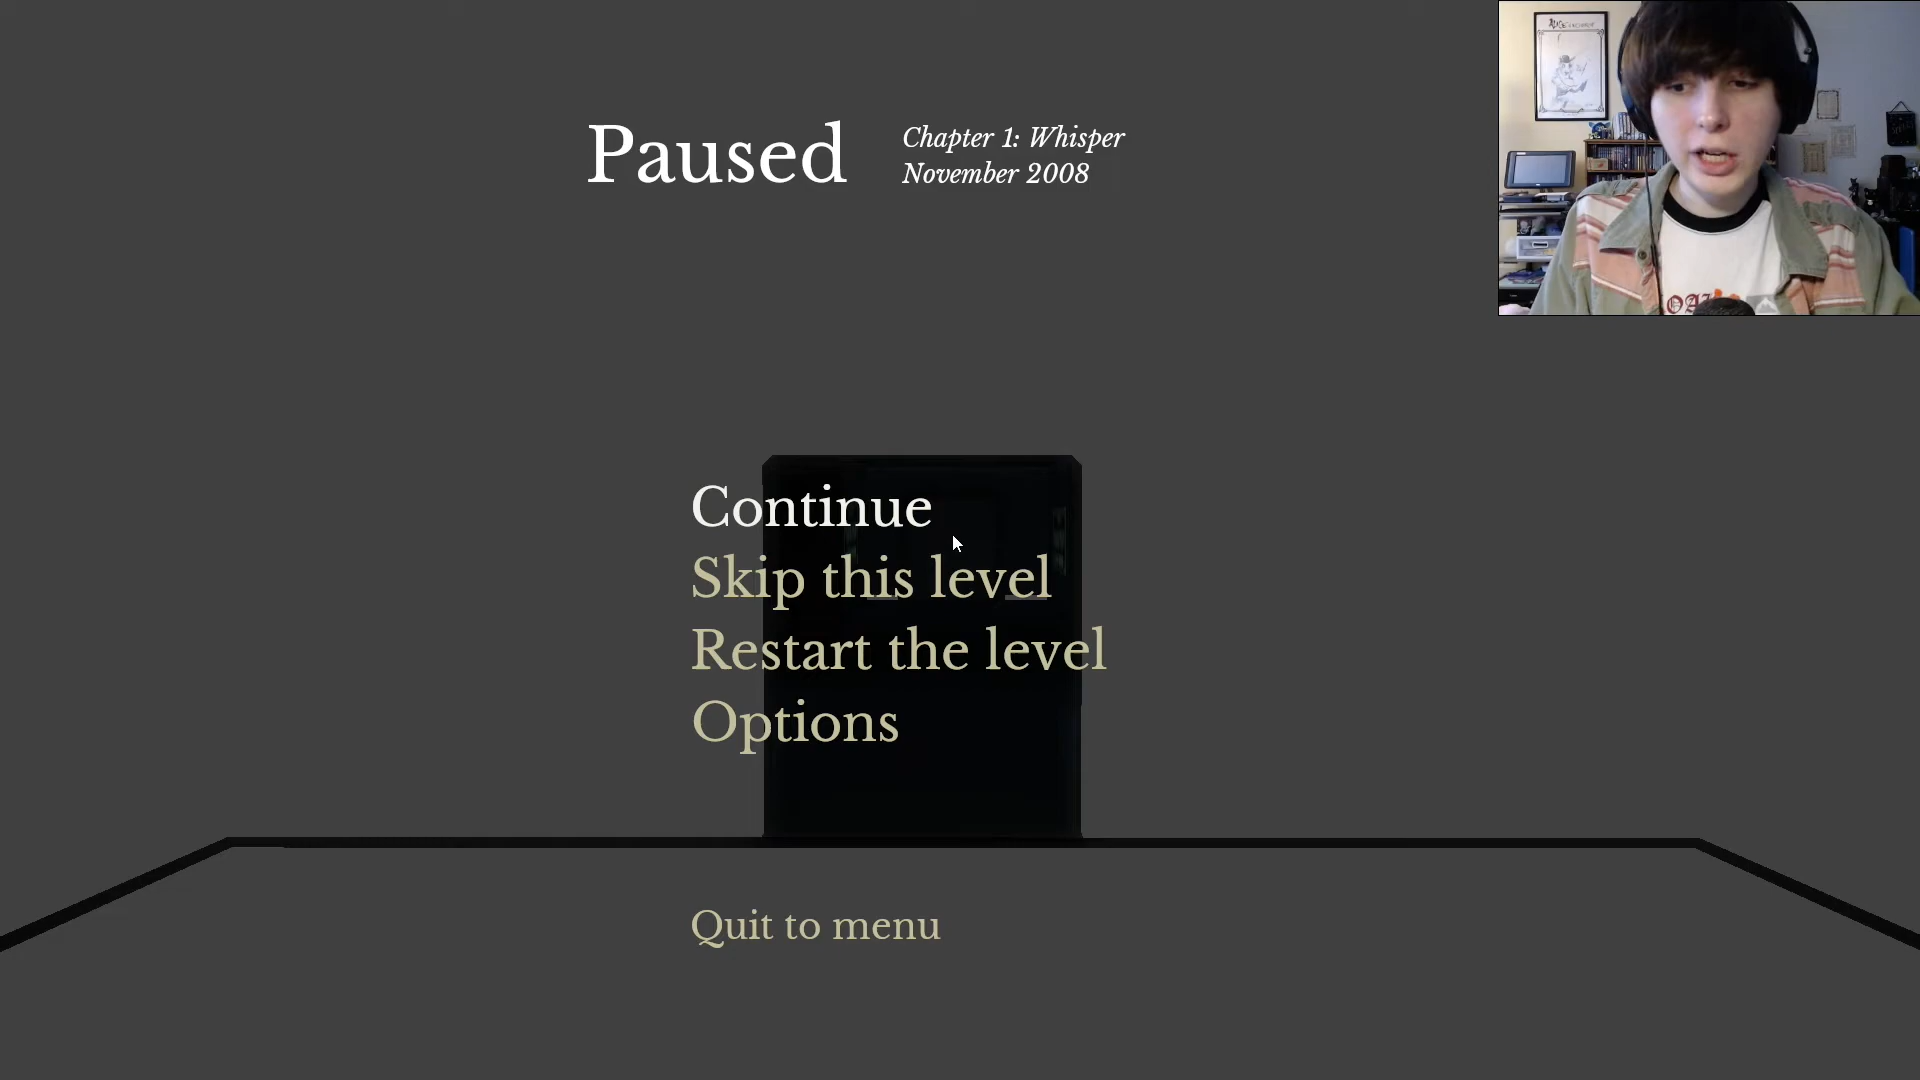 Paused
Chapter 1: Whisper
November 2008
Continue
Skip this level
Restart the level
Options
Quit to menu